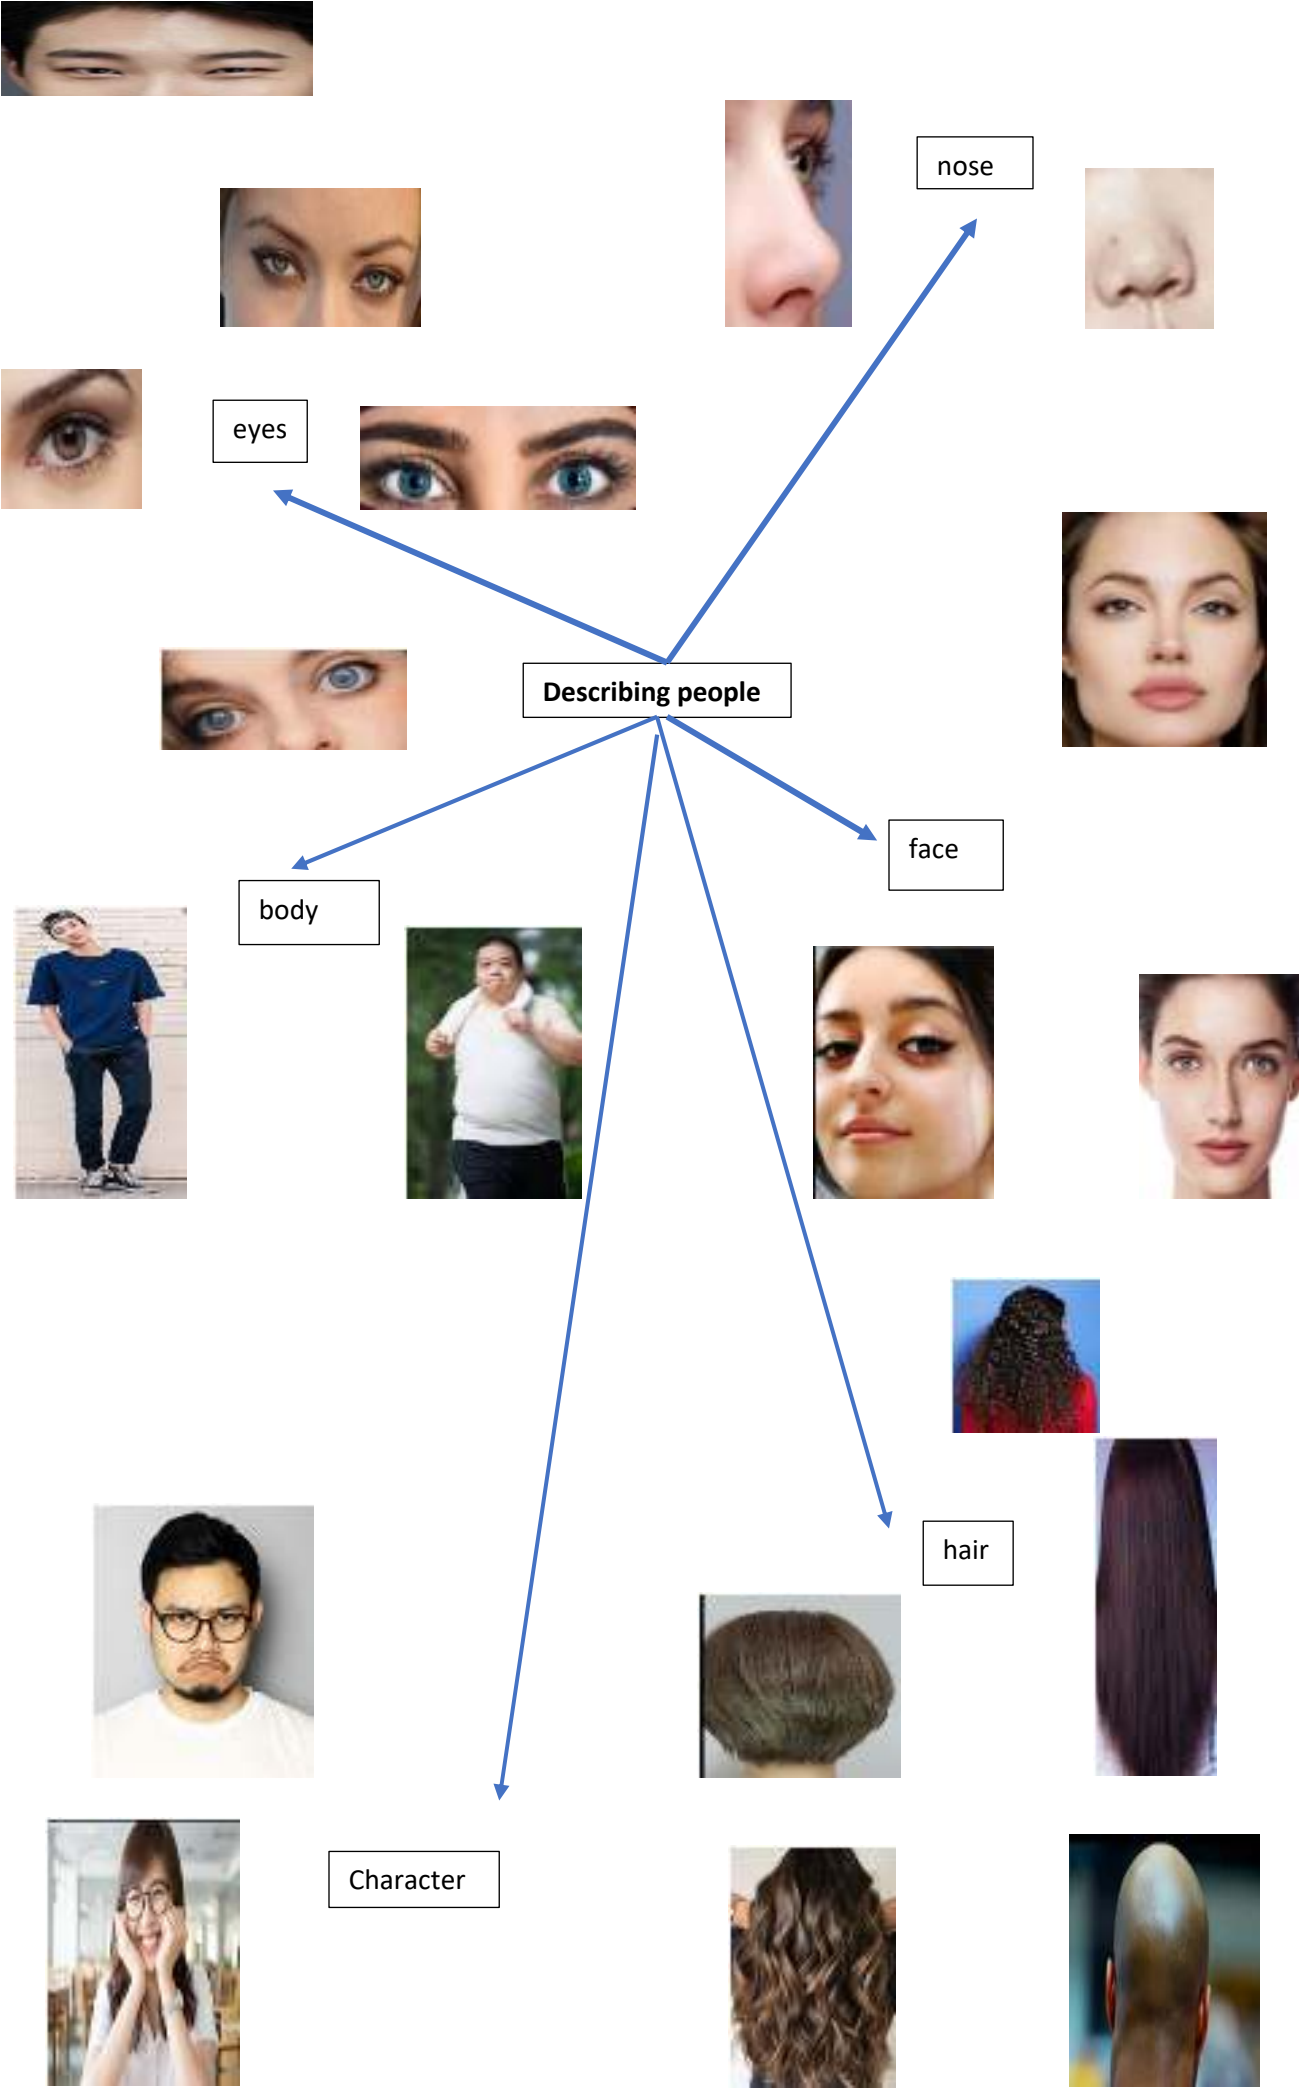 nose
eyes
Describing people
face
body
hair
Character